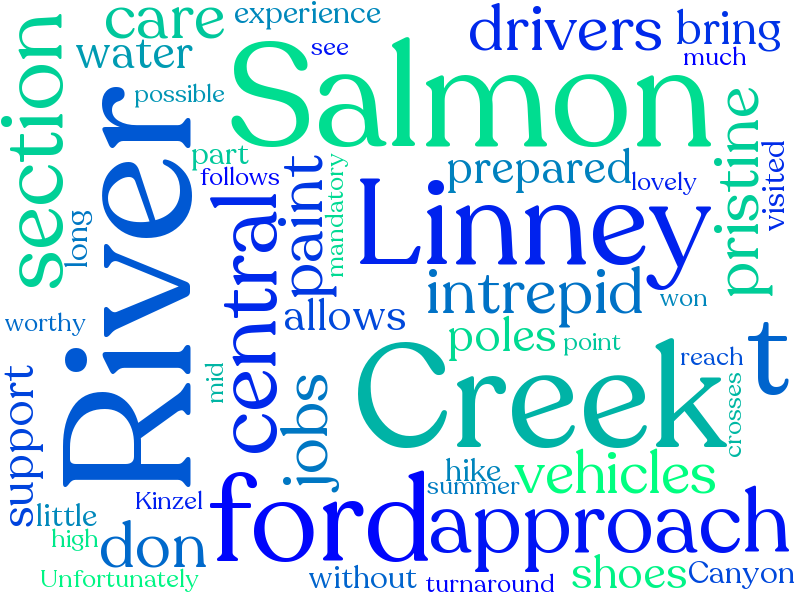 care
experience
see
drivers
bring
much
water
Salmon
section
possible
River
part
follows
paint
mandatory
prepared
lovely
pristine
visited
long
central
Linney
intrepid
won
allows
worthy
poles
point
t
reach
mid
Creek
crosses
support
jobs
hike
vehicles
summer
Kinzel
little
ford
approach
high
don
Unfortunately
without
turnaround
shoes
Canyon